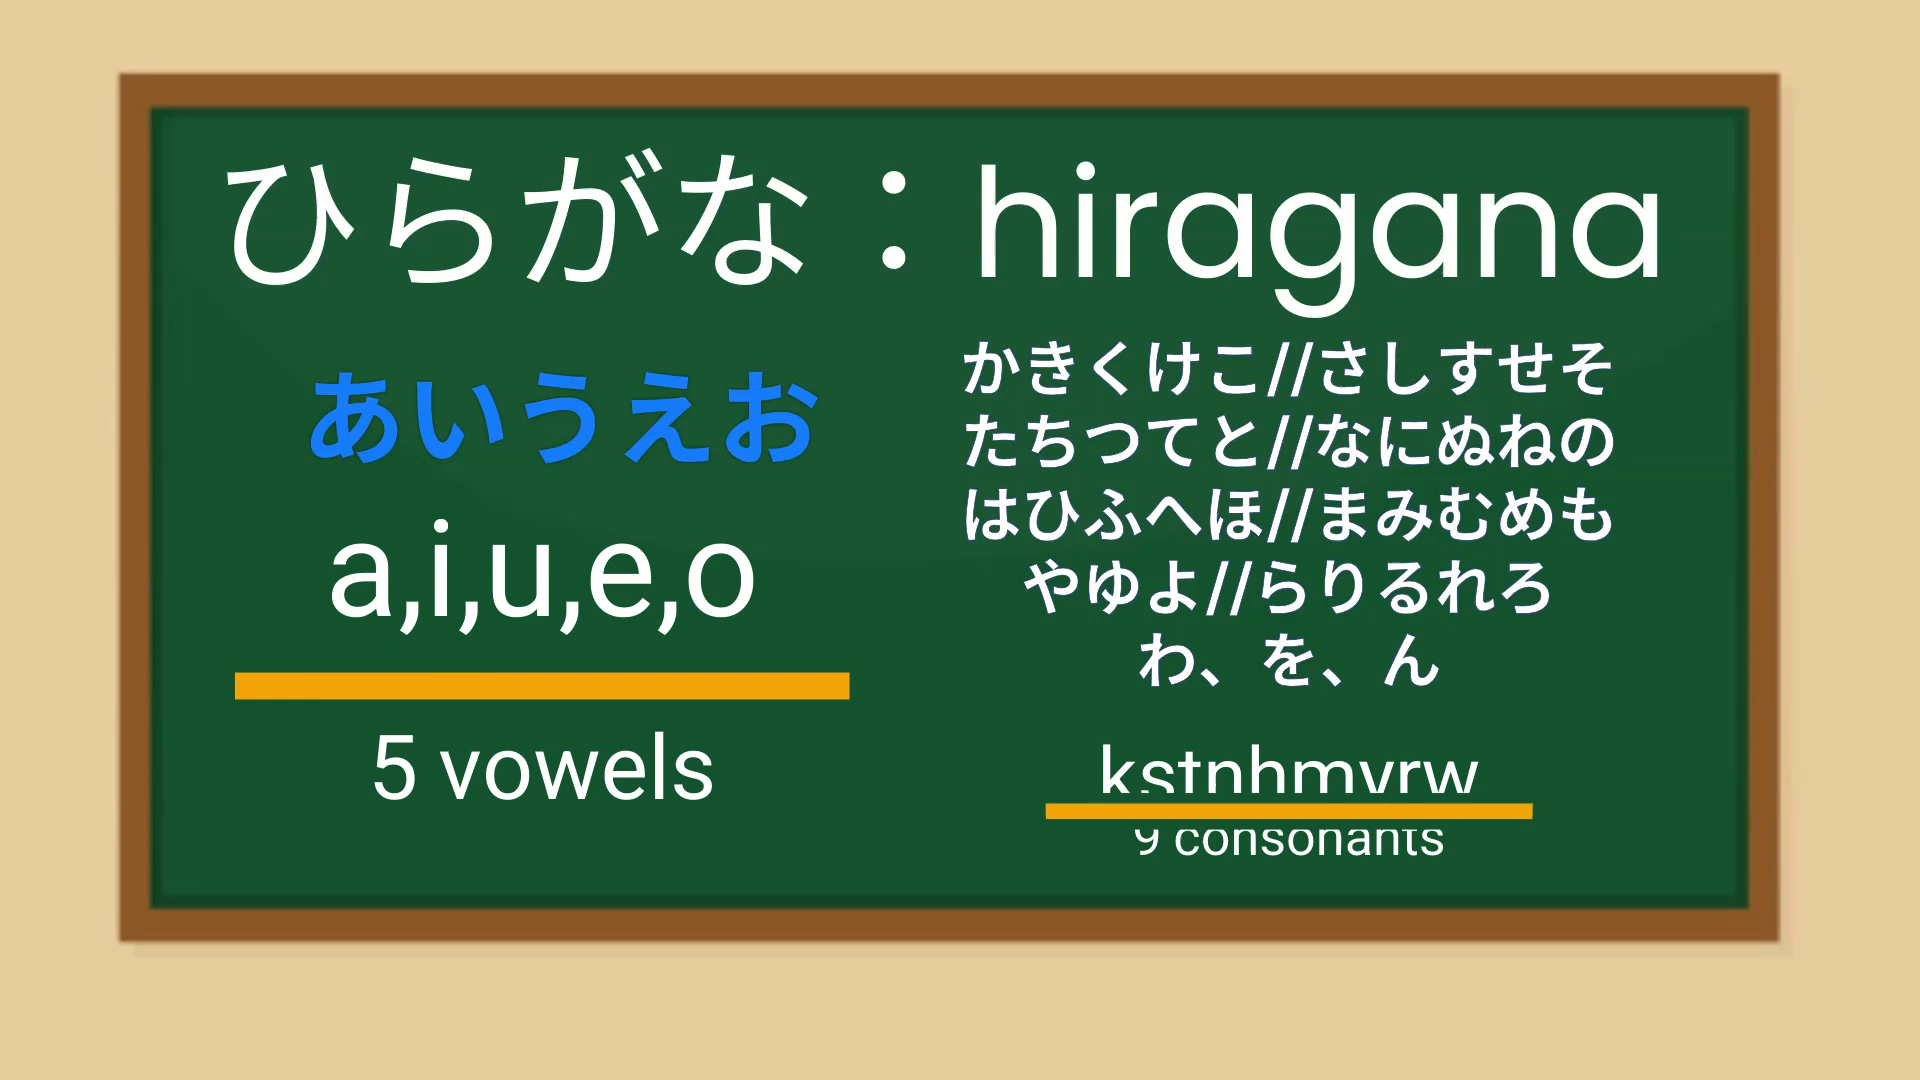 ひらがな：hiragana
あいうえお
a,i,u,e,o
5 vowels
かきくけこ//さしすせそ
たちつてと//なにぬねの
はひふへほ//まみむめも
やゆよ//らりるれろ
わ、を、ん
kstnhmyrw
9 consonants